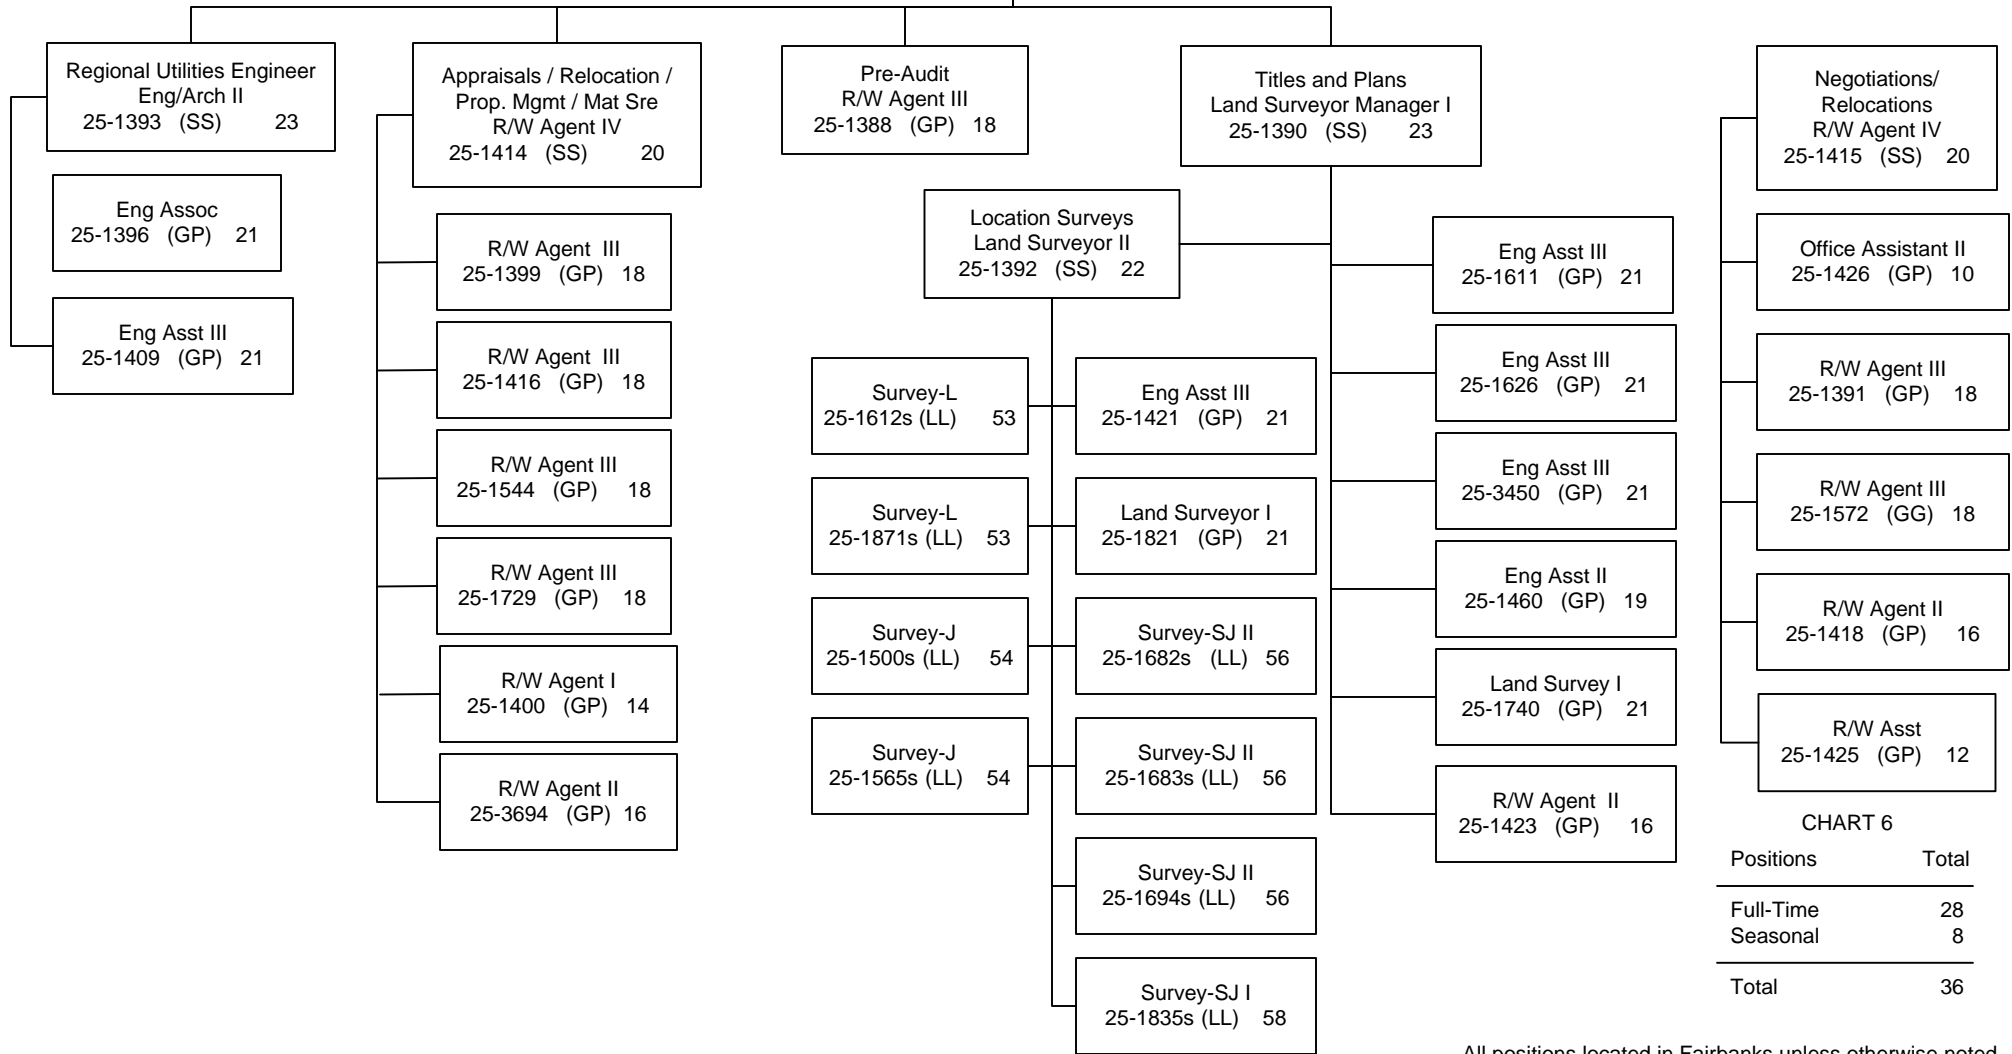 Regional Utilities Engineer
Eng/Arch II
25-1393 (SS) 23
Eng Assoc
25-1396 (GP) 21
Eng Asst III
25-1409 (GP) 21
Appraisals / Relocation /
Prop. Mgmt / Mat Sre
R/W Agent IV
25-1414 (SS) 20
R/W Agent III
25-1399 (GP) 18
R/W Agent III
25-1416 (GP) 18
R/W Agent III
25-1544 (GP) 18
R/W Agent III
25-1729 (GP) 18
R/W Agent I
25-1400 (GP) 14
R/W Agent II
25-3694 (GP) 16
Pre-Audit
R/W Agent III
25-1388 (GP) 18
Titles and Plans
Land Surveyor Manager I
25-1390 (SS) 23
Location Surveys
Land Surveyor II
25-1392 (SS) 22
Survey-L
25-1612s (LL) 53
Survey-L
25-1871s (LL) 53
Survey-J
25-1500s (LL) 54
Survey-J
25-1565s (LL) 54
Eng Asst III
25-1421 (GP) 21
Land Surveyor I
25-1821 (GP) 21
Survey-SJ II
25-1682s (LL) 56
Survey-SJ II
25-1683s (LL) 56
Survey-SJ II
25-1694s (LL) 56
Survey-SJ I
25-1835s (LL) 58
Eng Asst III
25-1611 (GP) 21
Eng Asst III
25-1626 (GP) 21
Eng Asst III
25-3450 (GP) 21
Eng Asst II
25-1460 (GP) 19
Land Survey I
25-1740 (GP) 21
R/W Agent II
25-1423 (GP) 16
Negotiations/
Relocations
R/W Agent IV
25-1415 (SS) 20
Office Assistant II
25-1426 (GP) 10
R/W Agent III
25-1391 (GP) 18
R/W Agent III
25-1572 (GG) 18
R/W Agent II
25-1418 (GP) 16
R/W Asst
25-1425 (GP) 12
CHART 6
Positions Total
Full-Time 28
Seasonal 8
Total 36
All positions located in Fairbanks unless otherwise noted